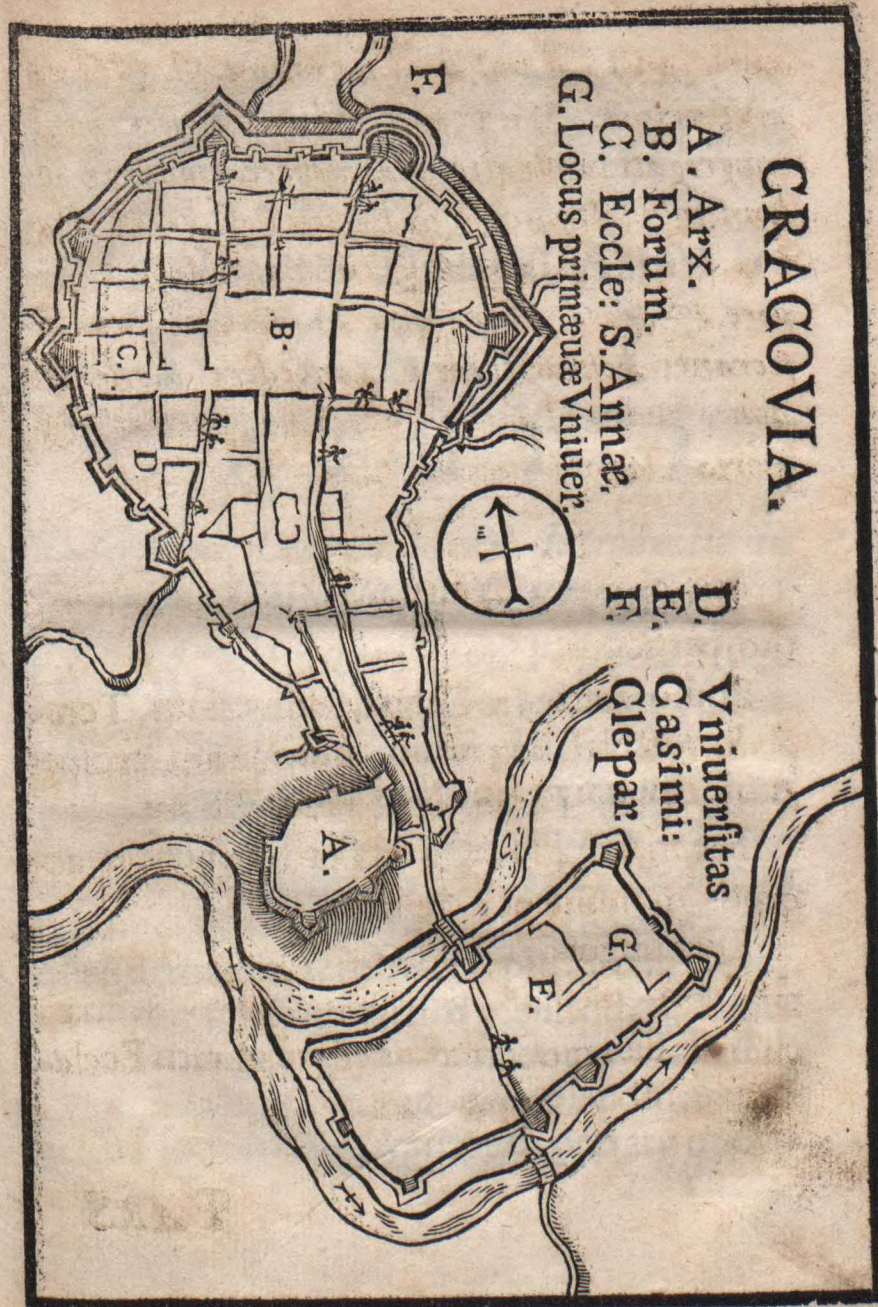 CRACOVIA.
A. Arx.
B. Forum.
C. Eccle: S. Annæ.
G. Locus primæuæ Vniuer.
D. Vniuerſitas
E. Caſimi:
F. Clepar.
F.
B.
C.
D
A.
G.
E.